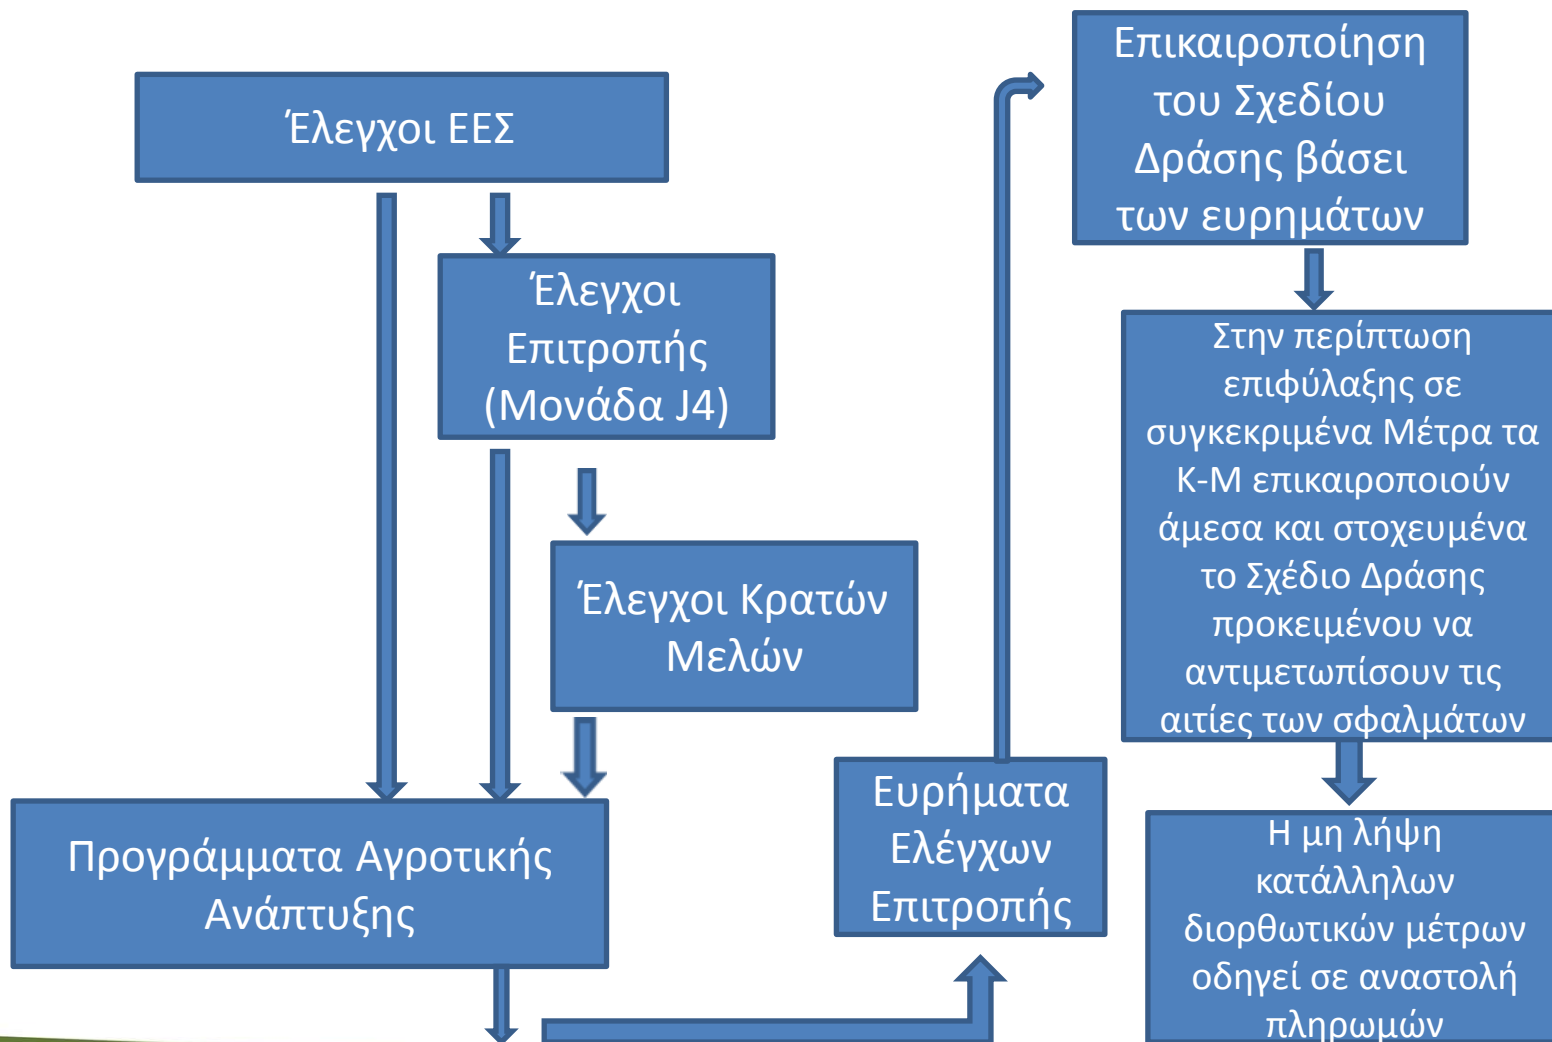 Έλεγχοι ΕΕΣ
Έλεγχοι
Επιτροπής
(Μονάδα J4)
Έλεγχοι Κρατών
Μελών
Προγράμματα Αγροτικής
Ανάπτυξης
Ευρήματα
Ελέγχων
Επιτροπής
Επικαιροποίηση
του Σχεδίου
Δράσης βάσει
των ευρημάτων
Στην περίπτωση
επιφύλαξης σε
συγκεκριμένα Μέτρα τα
Κ-Μ επικαιροποιούν
άμεσα και στοχευμένα
το Σχέδιο Δράσης
προκειμένου να
αντιμετωπίσουν τις
αιτίες των σφαλμάτων
Η μη λήψη
κατάλληλων
διορθωτικών μέτρων
οδηγεί σε αναστολή
πληρωμών